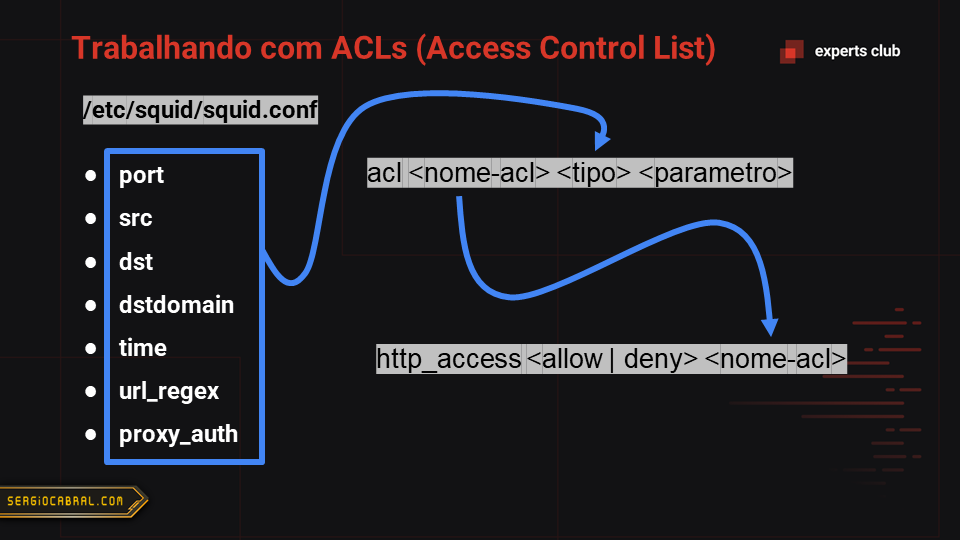 Trabalhando com ACLs (Access Control List)
experts club
/etc/squid/squid.conf
acl <nome-acl> <tipo> <parametro>
● port
● src
● dst
● dstdomain
● time
● url_regex
● proxy_auth
http_access <allow | deny> <nome-acl>
SERGIOCABRAL.COM